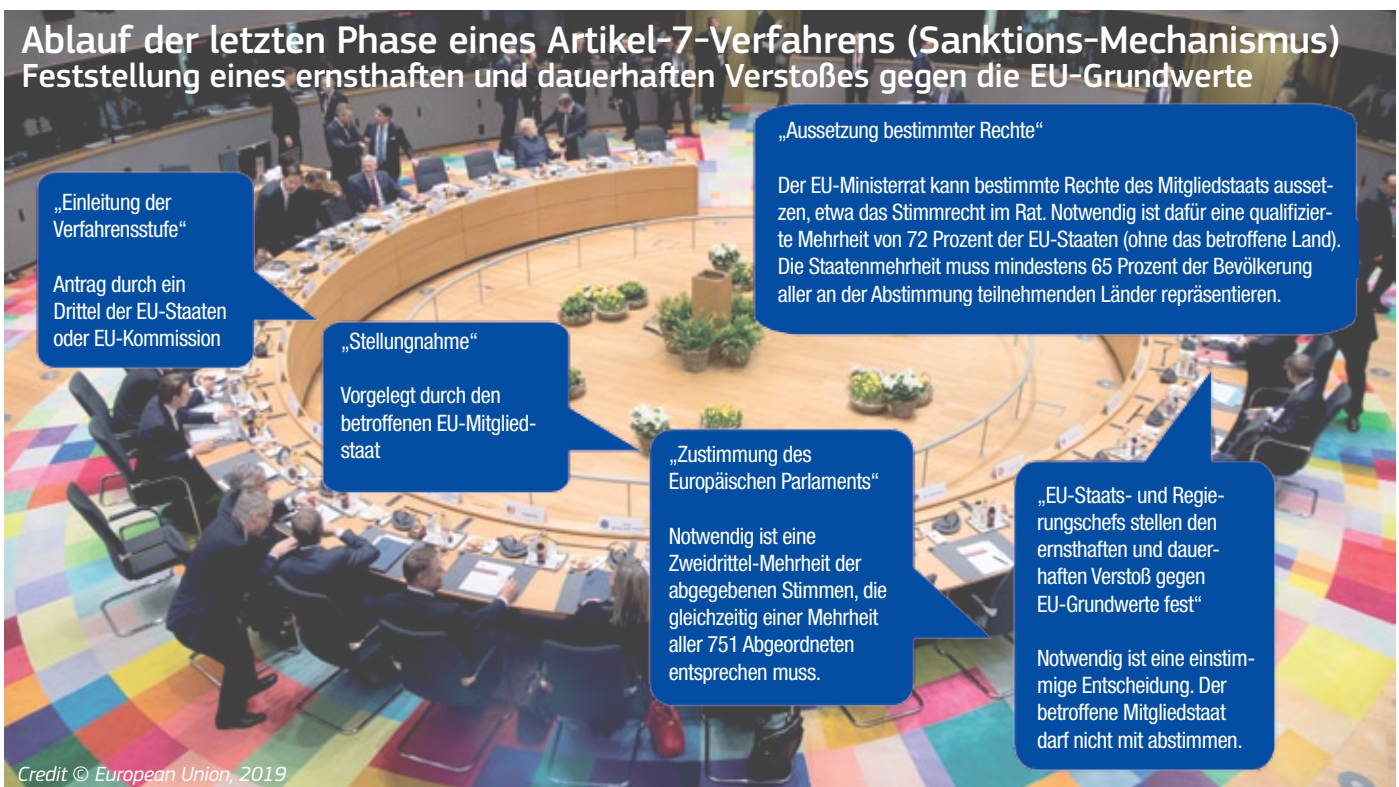 Ablauf der letzten Phase eines Artikel-7-Verfahrens (Sanktions-Mechanismus)
Feststellung eines ernsthaften und dauerhaften Verstoßes gegen die EU-Grundwerte
„Einleitung der
Verfahrensstufe“
Antrag durch ein
Drittel der EU-Staaten
oder EU-Kommission
„Stellungnahme“
Vorgelegt durch den
betroffenen EU-Mitglied-
staat
„Zustimmung des
Europäischen Parlaments“
Notwendig ist eine
Zweidrittel-Mehrheit der
abgegebenen Stimmen, die
gleichzeitig einer Mehrheit
aller 751 Abgeordneten
entsprechen muss.
„EU-Staats- und Regie-
rungschefs stellen den
ernsthaften und dauer-
haften Verstoß gegen
EU-Grundwerte fest“
Notwendig ist eine einstim-
mige Entscheidung. Der
betroffene Mitgliedstaat
darf nicht mit abstimmen.
„Aussetzung bestimmter Rechte“
Der EU-Ministerrat kann bestimmte Rechte des Mitgliedstaats ausset-
zen, etwa das Stimmrecht im Rat. Notwendig ist dafür eine qualifizier-
te Mehrheit von 72 Prozent der EU-Staaten (ohne das betroffene Land).
Die Staatenmehrheit muss mindestens 65 Prozent der Bevölkerung
aller an der Abstimmung teilnehmenden Länder repräsentieren.
Credit © European Union, 2019